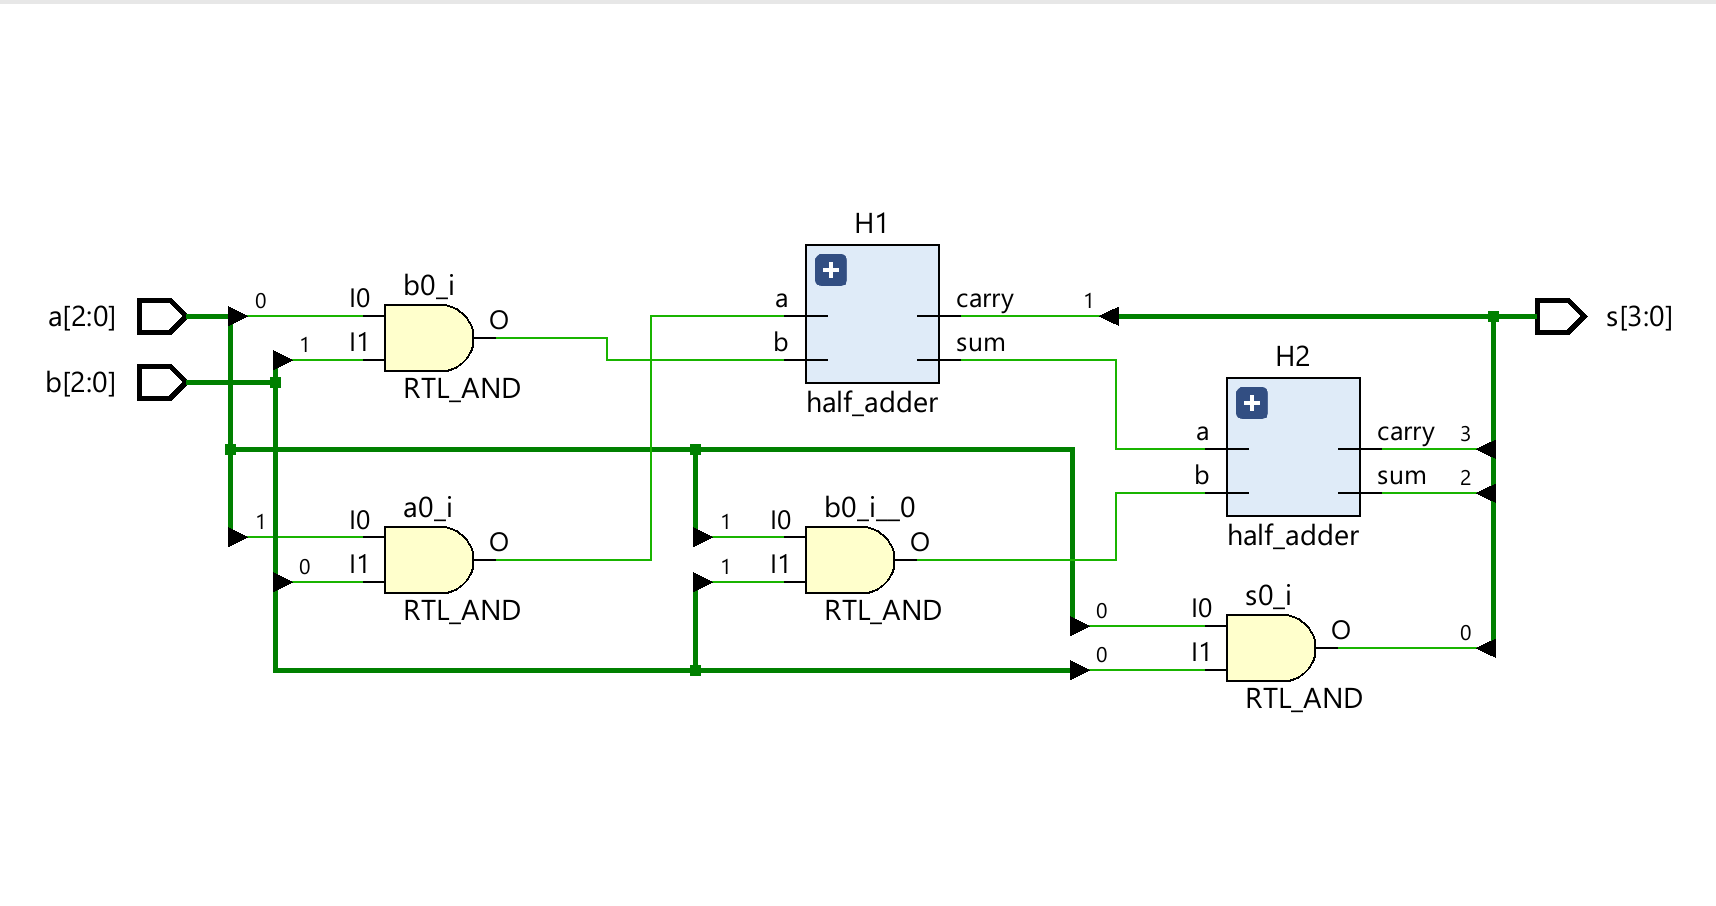 H1
b0_i
a[2:0]
0
I0
O
a
carry
1
s[3:0]
1
I1
b
sum
H2
b[2:0]
RTL_AND
half_adder
a
carry
3
b
sum
2
a0_i
b0_i__0
1
I0
O
1
I0
O
half_adder
0
I1
1
I1
s0_i
RTL_AND
RTL_AND
0
I0
O
0
0
I1
RTL_AND